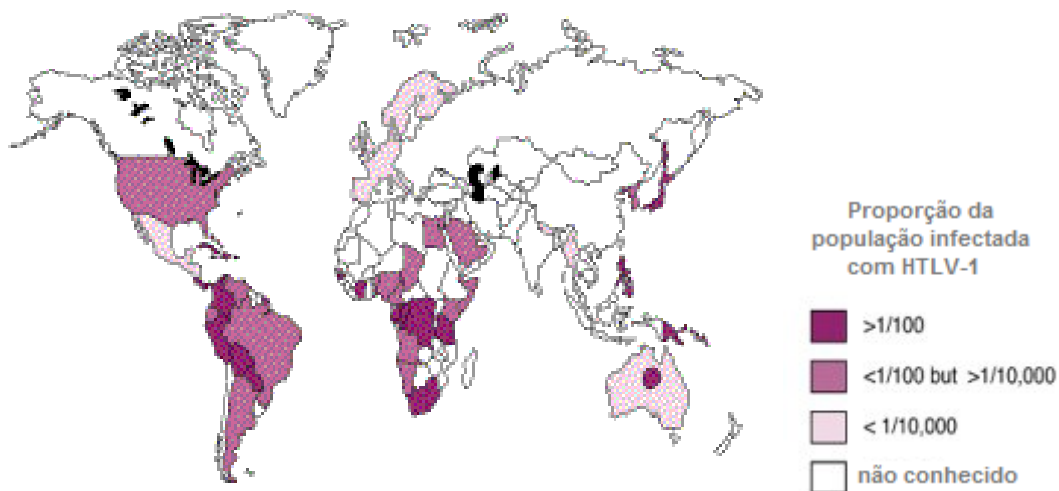 Proporção da
população infectada
com HTLV-1
>1/100
<1/100 but >1/10,000
< 1/10,000
não conhecido